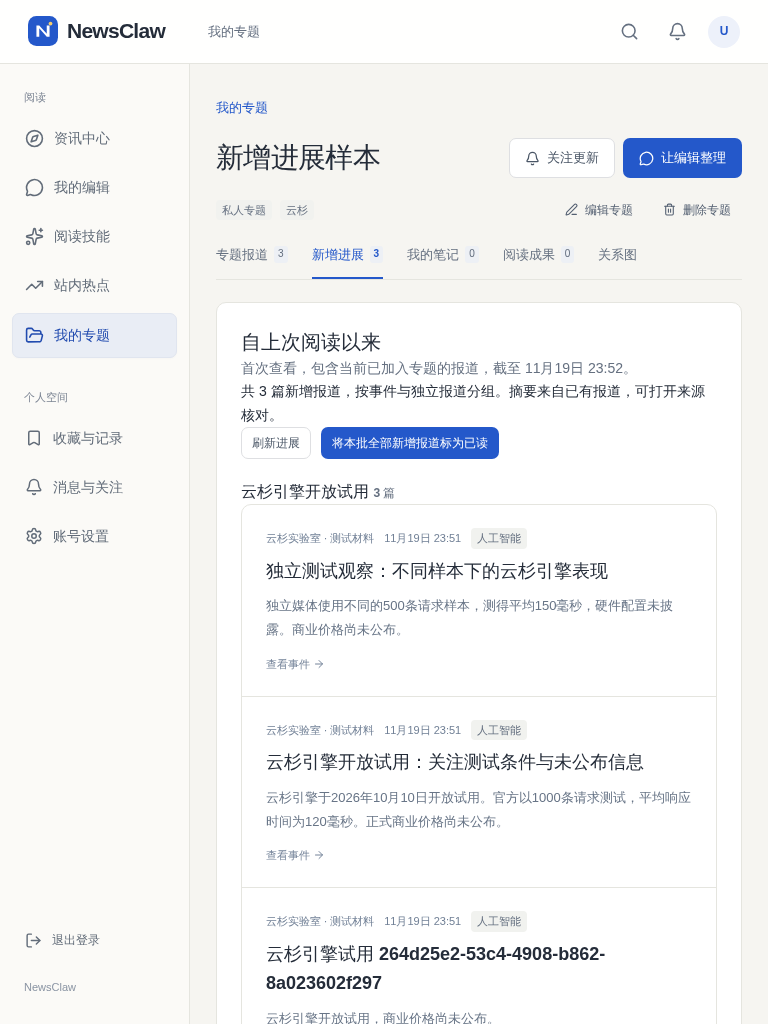 NewsClaw
我的专题
U
阅读
资讯中心
我的编辑
阅读技能
站内热点
我的专题
个人空间
收藏与记录
消息与关注
账号设置
退出登录
NewsClaw
我的专题
新增进展样本
关注更新
让编辑整理
私人专题 云杉
编辑专题
删除专题
专题报道 3 新增进展 3 我的笔记 0 阅读成果 0 关系图
自上次阅读以来
首次查看，包含当前已加入专题的报道，截至 11月19日 23:52。
共 3 篇新增报道，按事件与独立报道分组。摘要来自已有报道，可打开来源
核对。
刷新进展 将本批全部新增报道标为已读
云杉引擎开放试用 3 篇
云杉实验室 · 测试材料 11月19日 23:51 人工智能
独立测试观察：不同样本下的云杉引擎表现
独立媒体使用不同的500条请求样本，测得平均150毫秒，硬件配置未披
露。商业价格尚未公布。
查看事件 →
云杉实验室 · 测试材料 11月19日 23:51 人工智能
云杉引擎开放试用：关注测试条件与未公布信息
云杉引擎于2026年10月10日开放试用。官方以1000条请求测试，平均响应
时间为120毫秒。正式商业价格尚未公布。
查看事件 →
云杉实验室 · 测试材料 11月19日 23:51 人工智能
云杉引擎试用 264d25e2-53c4-4908-b862-
8a023602f297
云杉引擎开放试用，商业价格尚未公布。